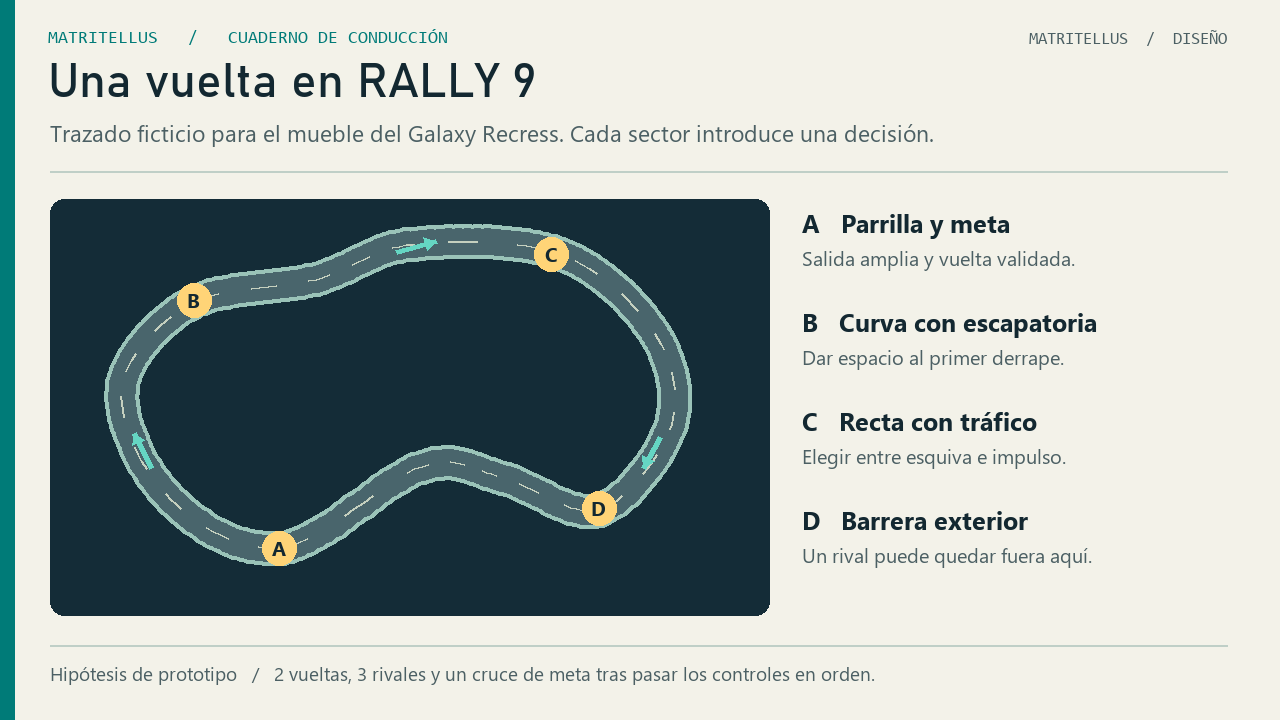 MATRITELLUS / CUADERNO DE CONDUCCIÓN
MATRITELLUS / DISEÑO
Una vuelta en RALLY 9
Trazado ficticio para el mueble del Galaxy Recress. Cada sector introduce una decisión.
A
B
C
D
A Parrilla y meta
Salida amplia y vuelta validada.
B Curva con escapatoria
Dar espacio al primer derrape.
C Recta con tráfico
Elegir entre esquiva e impulso.
D Barrera exterior
Un rival puede quedar fuera aquí.
Hipótesis de prototipo / 2 vueltas, 3 rivales y un cruce de meta tras pasar los controles en orden.